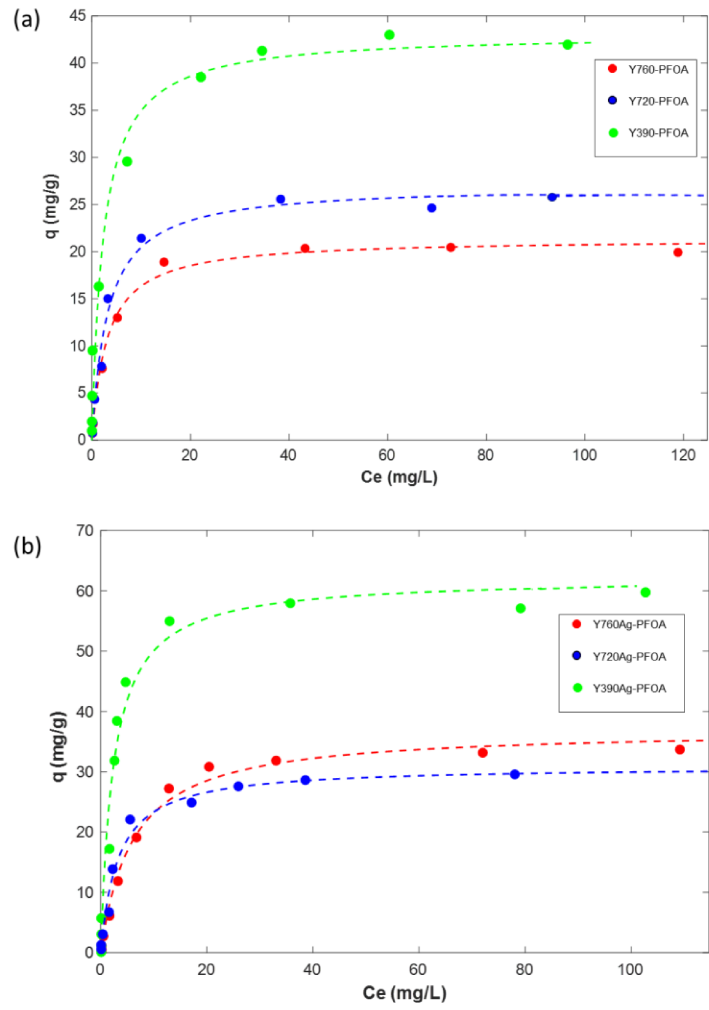 (a)
45
40
35
30
25
20
15
10
5
0
q (mg/g)
Y760-PFOA
Y720-PFOA
Y390-PFOA
0 20 40 60 80 100 120
Ce (mg/L)
(b)
70
60
50
40
30
20
10
0
q (mg/g)
Y760Ag-PFOA
Y720Ag-PFOA
Y390Ag-PFOA
0 20 40 60 80 100
Ce (mg/L)